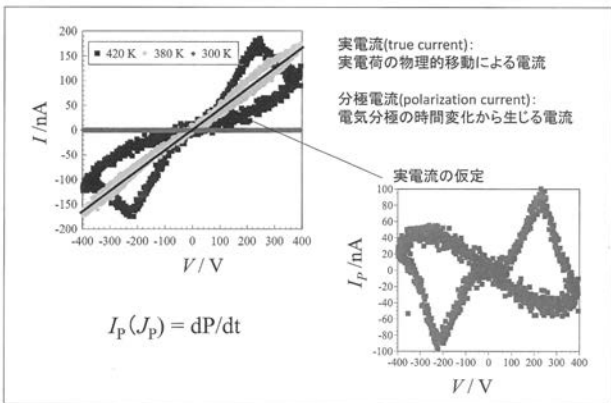 200
150
100
50
0
-50
-100
-150
-200
I /nA
420 K 380 K 300 K
-400 -300 -200 -100 0 100 200 300 400
V / V
実電流(true current):
実電荷の物理的移動による電流
分極電流(polarization current):
電気分極の時間変化から生じる電流
実電流の仮定
100
80
60
40
20
0
-20
-40
-60
-80
-100
I_P / nA
-400 -300 -200 -100 0 100 200 300 400
V / V
I_P (J_P) = dP/dt